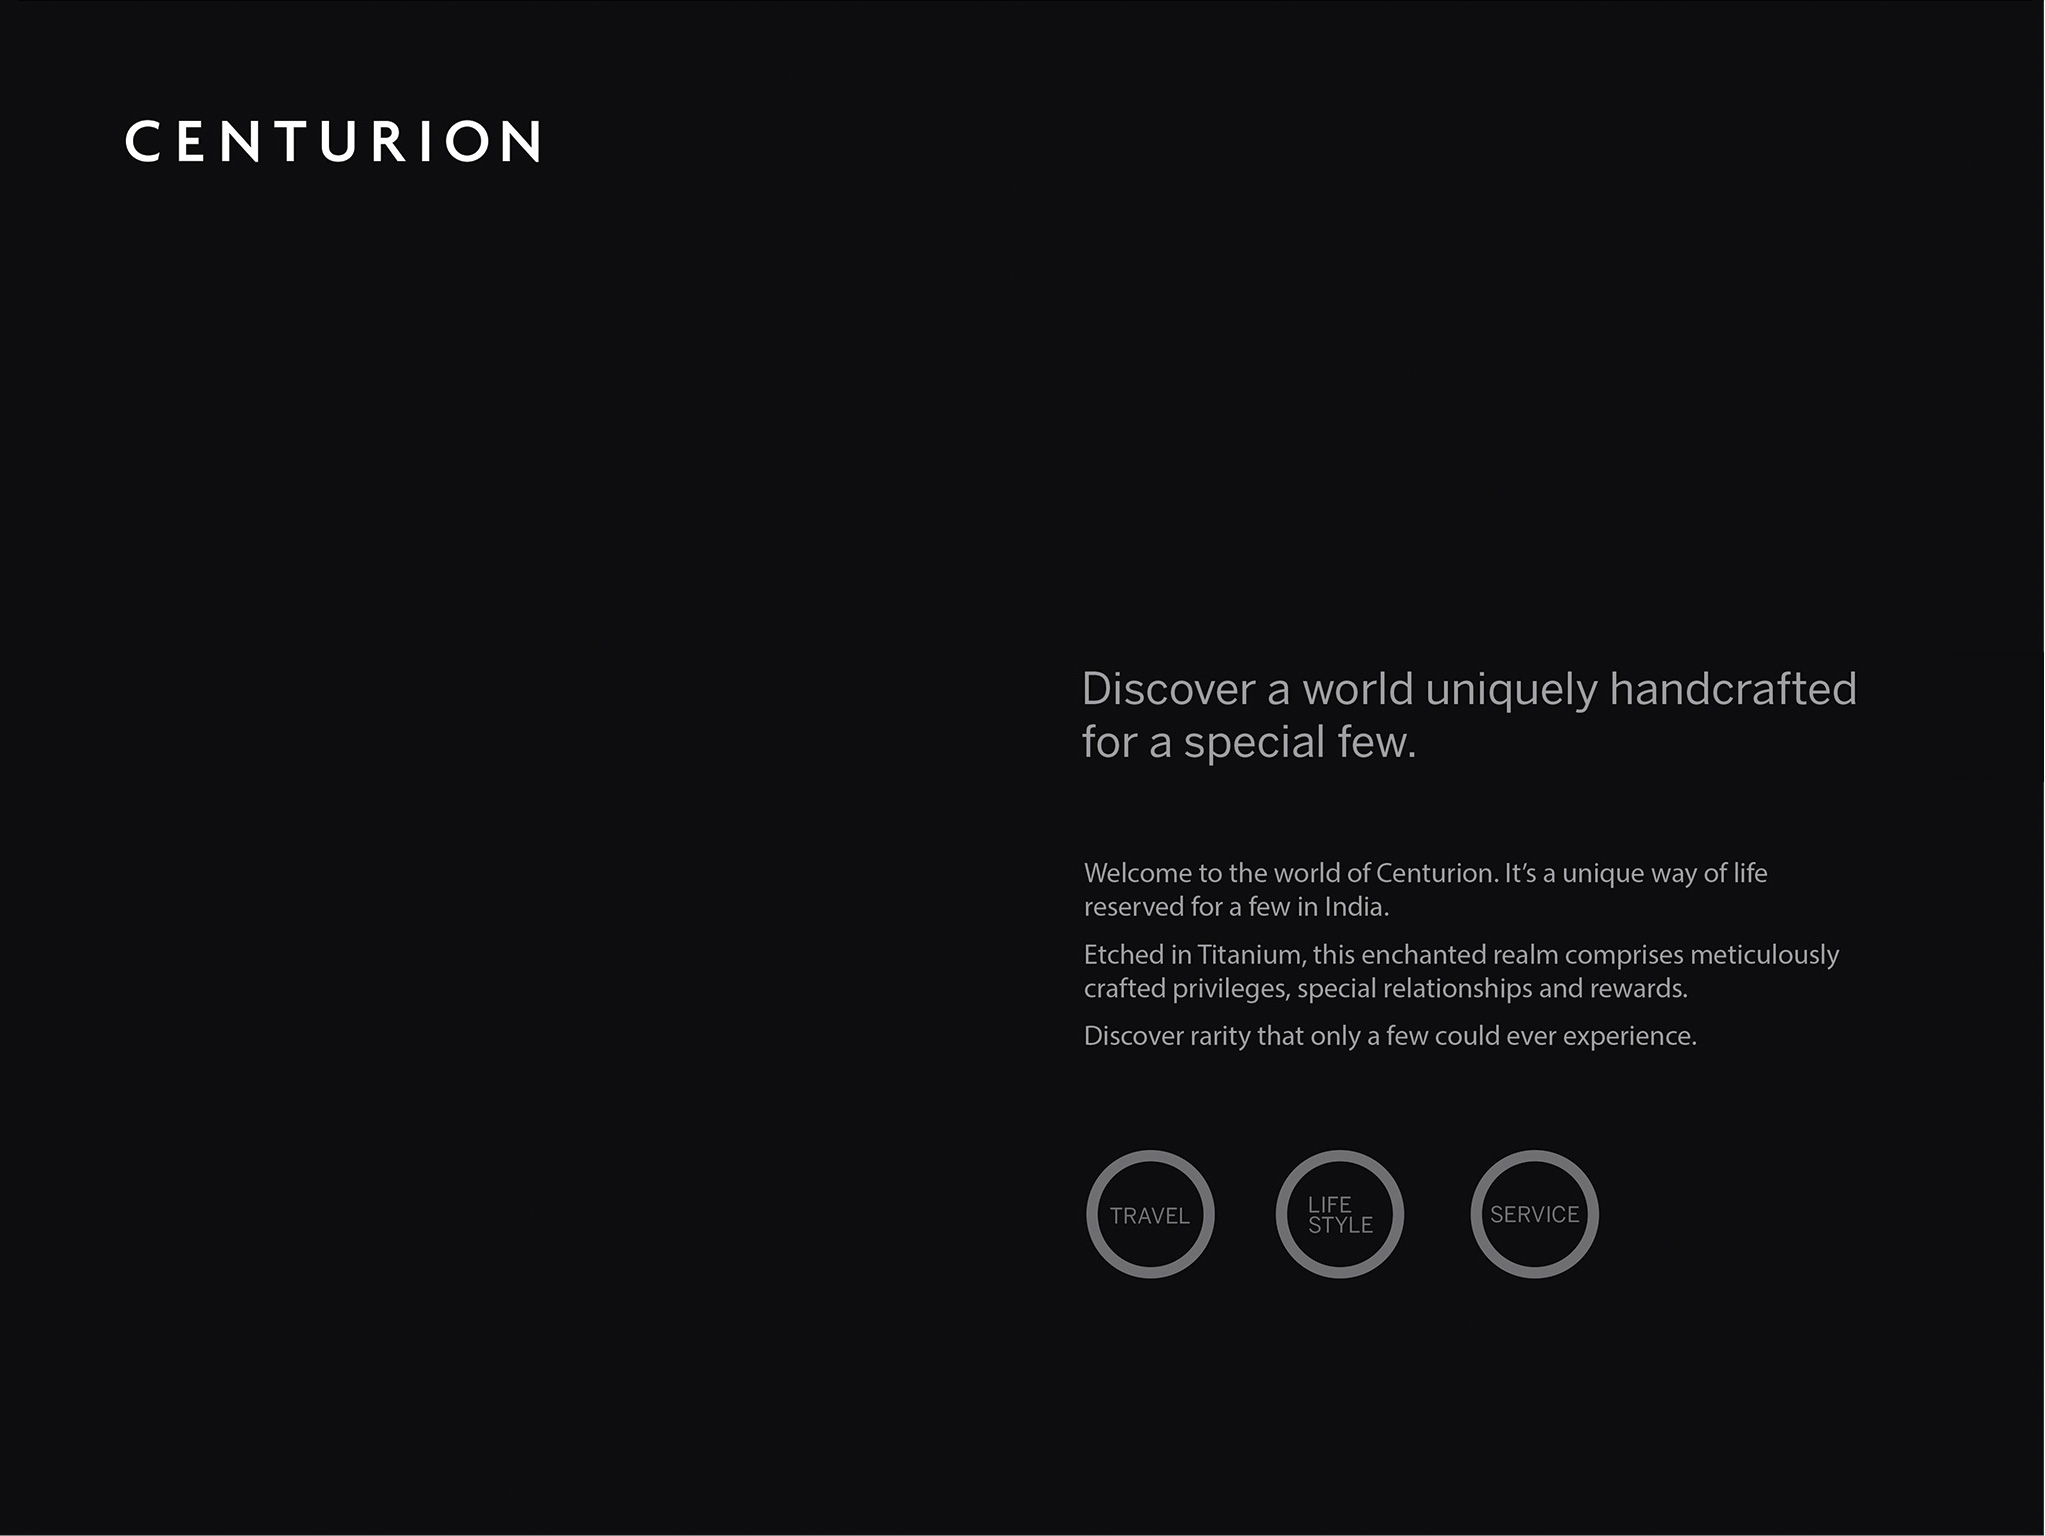 CENTURION
Discover a world uniquely handcrafted
for a special few.
Welcome to the world of Centurion. It’s a unique way of life
reserved for a few in India.
Etched in Titanium, this enchanted realm comprises meticulously
crafted privileges, special relationships and rewards.
Discover rarity that only a few could ever experience.
TRAVEL
LIFE
STYLE
SERVICE